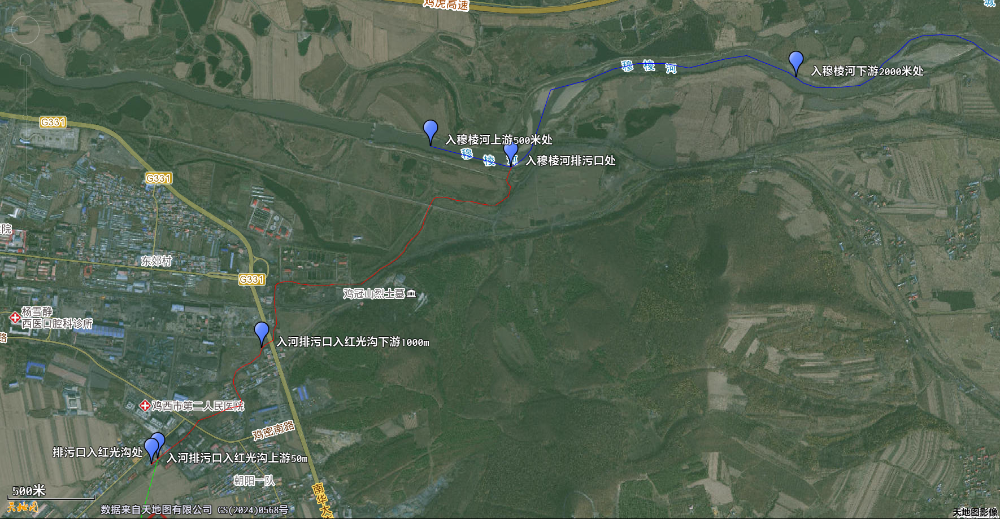 鸡虎高速
城
穆棱河
入穆棱河下游2000米处
G331
入穆棱河上游500米处
穆棱河
入穆棱河排污口处
G331
院
东郊村
G331
鸡冠山烈士墓
杨雪静
西医口腔科诊所
路
入河排污口入红光沟下游1000m
鸡西市第二人民医院
鸡密南路
排污口入红光沟处
入河排污口入红光沟上游50m
朝阳一队
500米
南华大
天地图
数据来自天地图有限公司 GS(2024)0568号
天地图影像